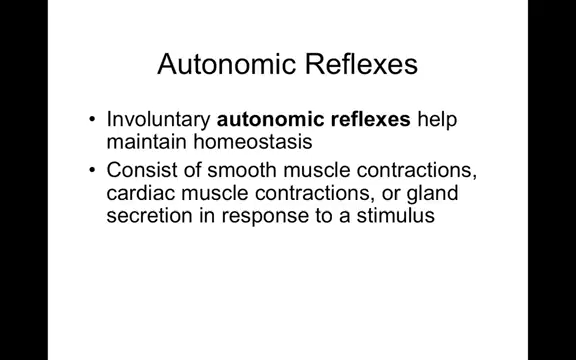 Autonomic Reflexes
• Involuntary autonomic reflexes help
maintain homeostasis
• Consist of smooth muscle contractions,
cardiac muscle contractions, or gland
secretion in response to a stimulus